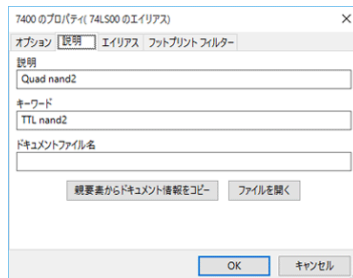 7400 のプロパティ( 74LS00 のエイリアス)
オプション 説明 エイリアス フットプリント フィルター
説明
Quad nand2
キーワード
TTL nand2
ドキュメントファイル名
親要素からドキュメント情報をコピー ファイルを開く
OK キャンセル